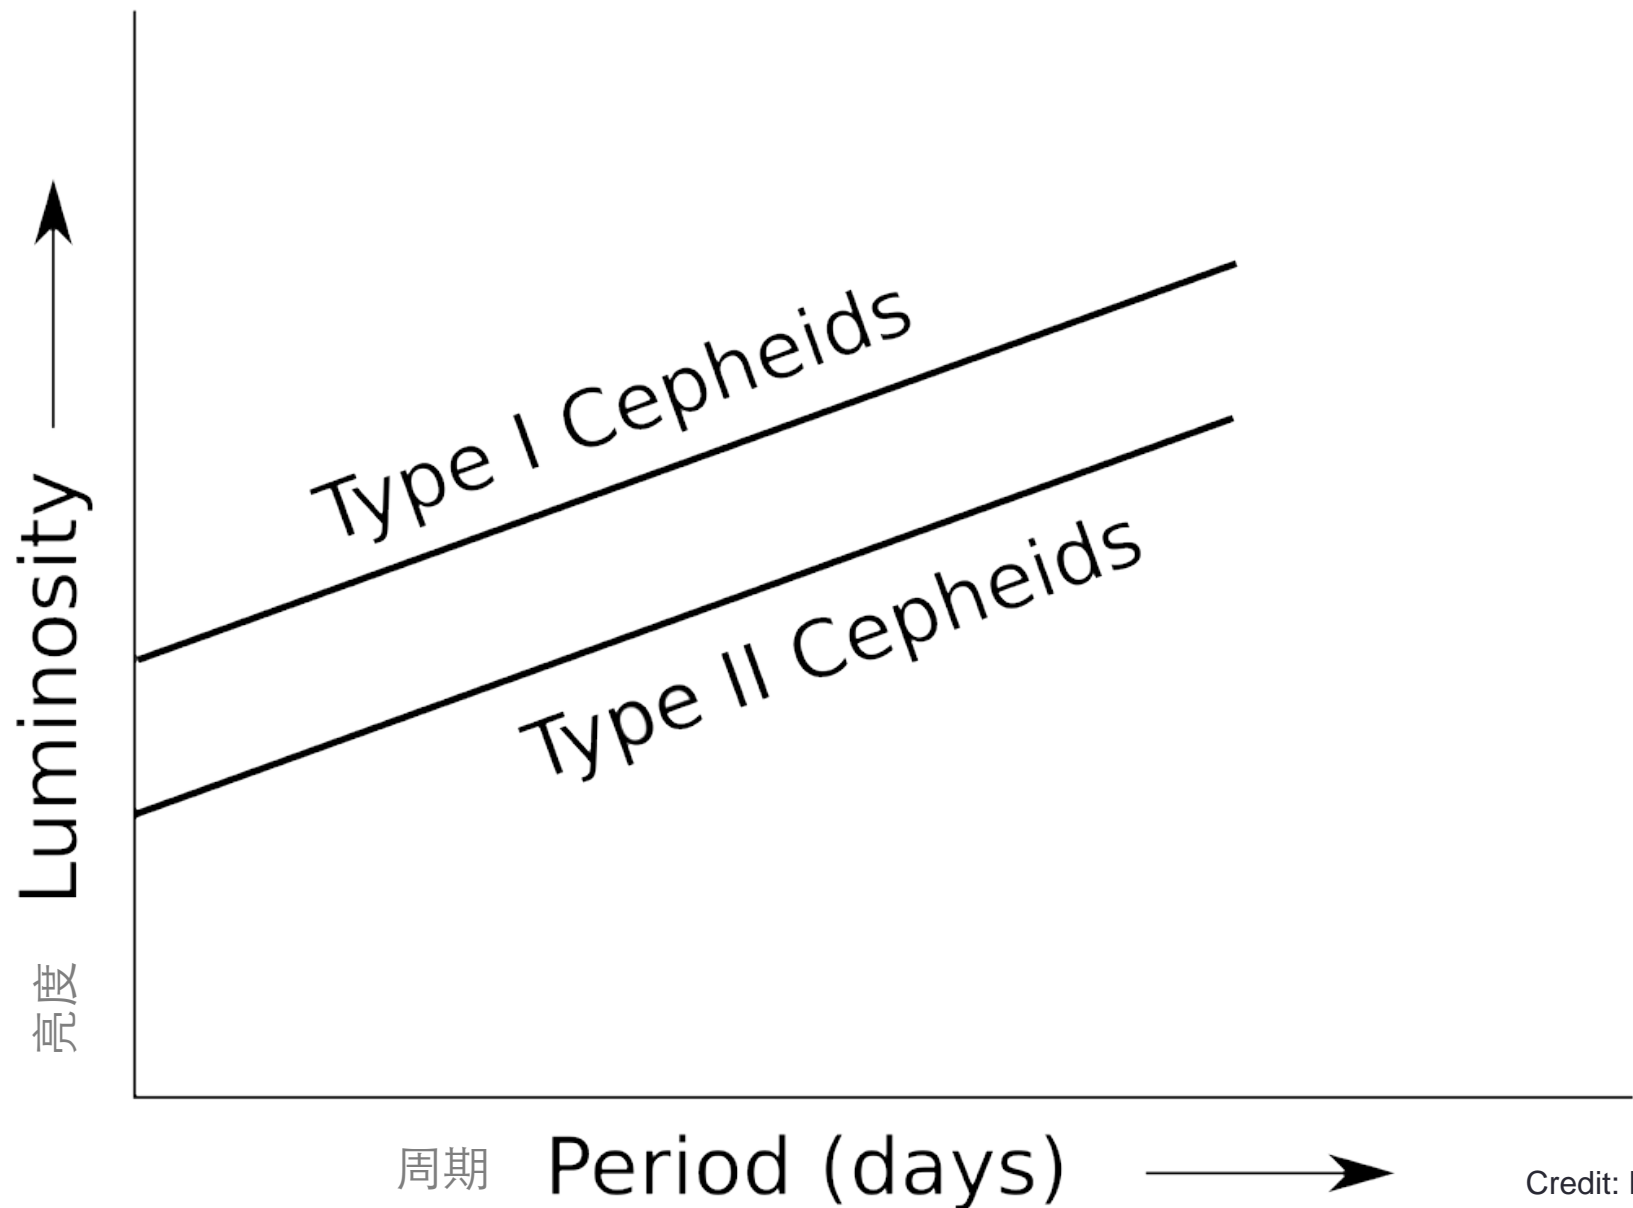 Type I Cepheids
Type II Cepheids
亮度 Luminosity
周期 Period (days)
Credit: